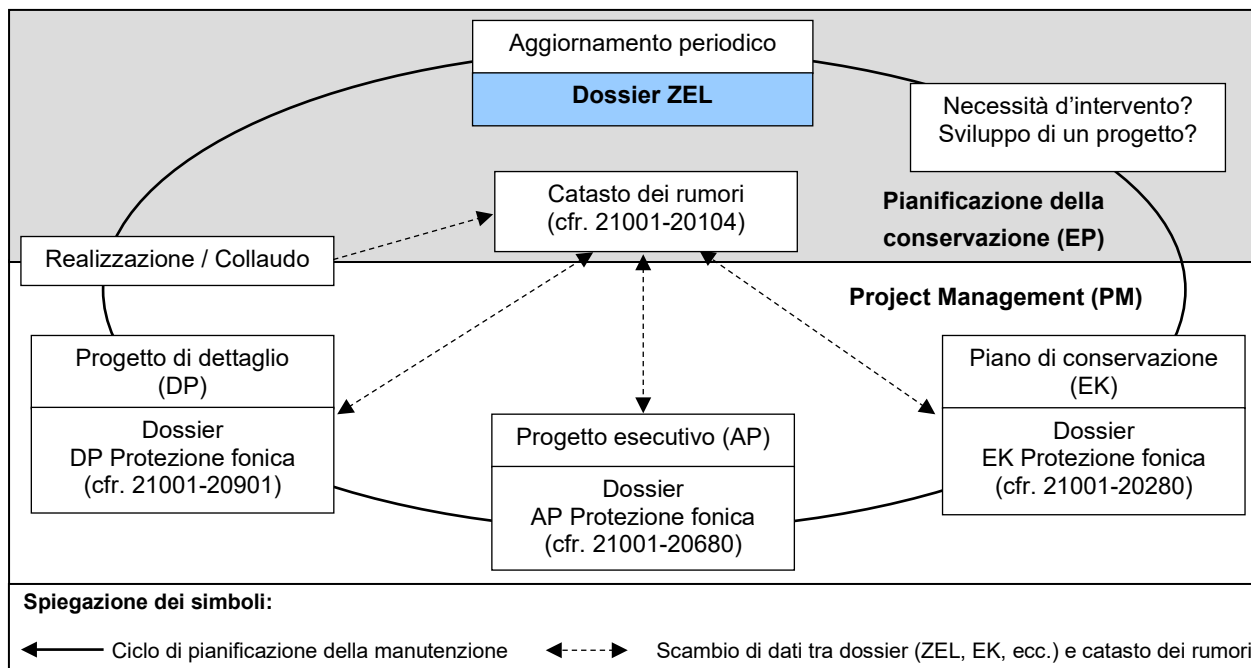 Aggiornamento periodico
Dossier ZEL
Necessità d'intervento?
Sviluppo di un progetto?
Catasto dei rumori
(cfr. 21001-20104)
Pianificazione della
conservazione (EP)
Realizzazione / Collaudo
Project Management (PM)
Progetto di dettaglio
(DP)
Dossier
DP Protezione fonica
(cfr. 21001-20901)
Progetto esecutivo (AP)
Dossier
AP Protezione fonica
(cfr. 21001-20680)
Piano di conservazione
(EK)
Dossier
EK Protezione fonica
(cfr. 21001-20280)
Spiegazione dei simboli:
Ciclo di pianificazione della manutenzione
Scambio di dati tra dossier (ZEL, EK, ecc.) e catasto dei rumori